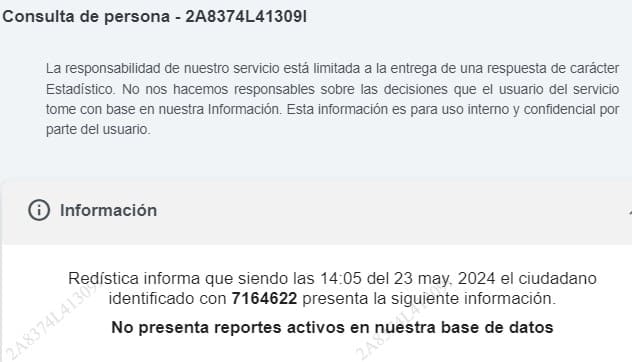 Consulta de persona - 2A8374L41309I
La responsabilidad de nuestro servicio está limitada a la entrega de una respuesta de carácter
Estadístico. No nos hacemos responsables sobre las decisiones que el usuario del servicio
tome con base en nuestra Información. Esta información es para uso interno y confidencial por
parte del usuario.
Información
Redística informa que siendo las 14:05 del 23 may. 2024 el ciudadano
identificado con 7164622 presenta la siguiente información.
No presenta reportes activos en nuestra base de datos
2A8374L41309
2A8374L41309